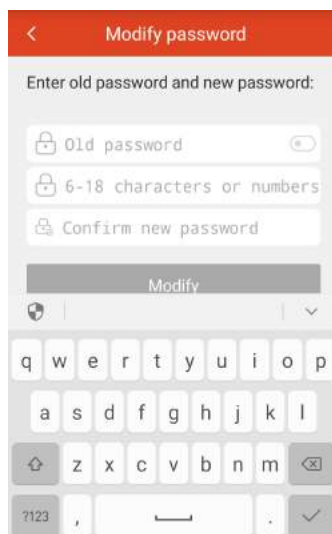 Modify password
Enter old password and new password:
Old password
6-18 characters or numbers
Confirm new password
Modify
q w e r t y u i o p
a s d f g h j k l
z x c v b n m
?123 , .